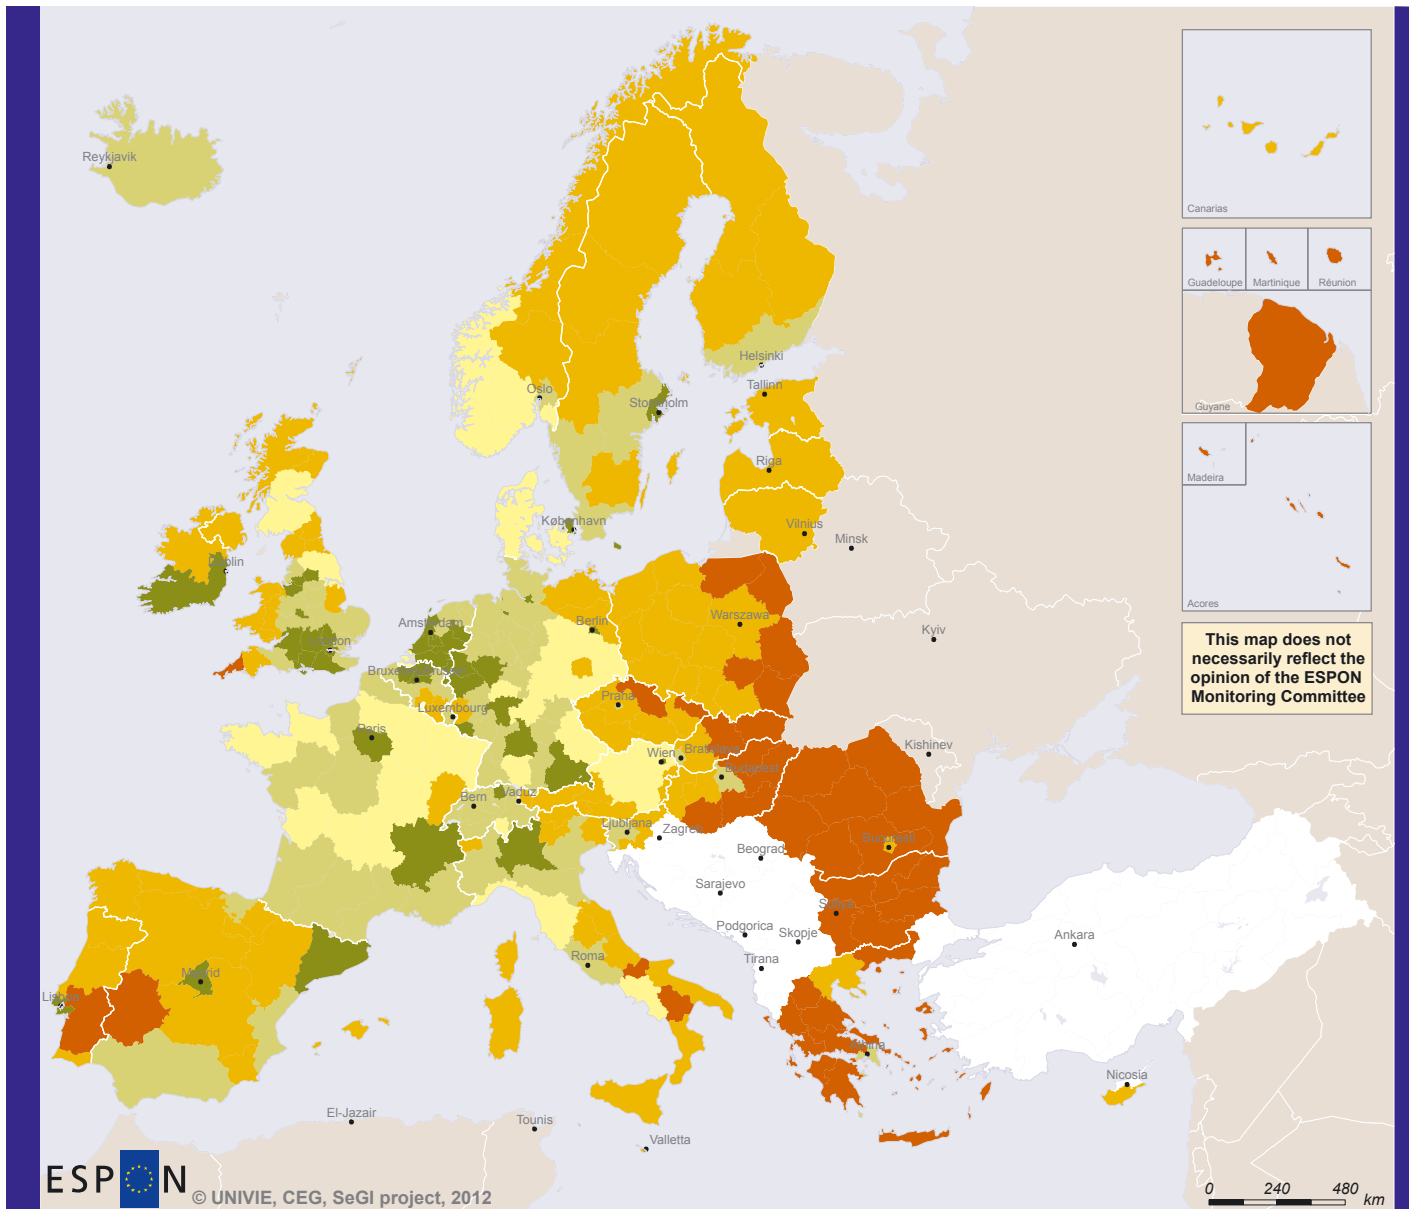 Reykjavik
Canarias
Guadeloupe
Martinique
Réunion
Guyane
Madeira
Acores
This map does not
necessarily reflect the
opinion of the ESPON
Monitoring Committee
Helsinki
Oslo
Tallinn
Stockholm
Riga
København
Vilnius
Minsk
Dublin
Amsterdam
Berlin
Warszawa
London
Kyiv
Praha
Luxembourg
Paris
Kishinev
Wien
Bratislava
Budapest
Bern
Vaduz
Ljubljana
Zagreb
Bucuresti
Beograd
Sarajevo
Sofiya
Podgorica
Skopje
Ankara
Roma
Tirana
Madrid
Lisboa
Athina
Nicosia
El-Jazair
Tounis
Valletta
ESPON
© UNIVIE, CEG, SeGI project, 2012
0 240 480
km